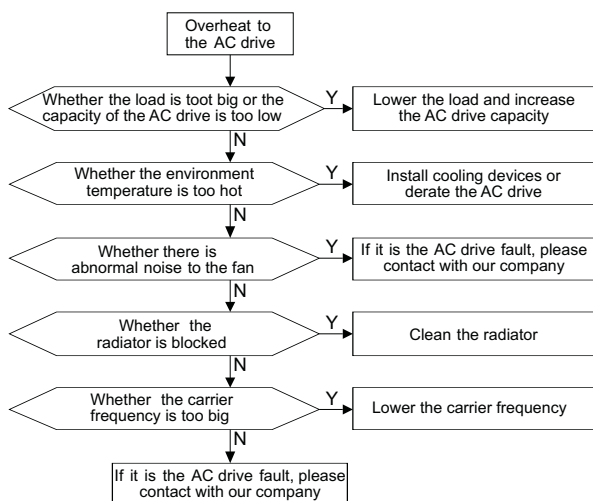 Overheat to
the AC drive
Whether the load is toot big or the
capacity of the AC drive is too low
Y
Lower the load and increase
the AC drive capacity
N
Whether the environment
temperature is too hot
Y
Install cooling devices or
derate the AC drive
N
Whether there is
abnormal noise to the fan
Y
If it is the AC drive fault, please
contact with our company
N
Whether the
radiator is blocked
Y
Clean the radiator
N
Whether the carrier
frequency is too big
Y
Lower the carrier frequency
N
If it is the AC drive fault, please
contact with our company